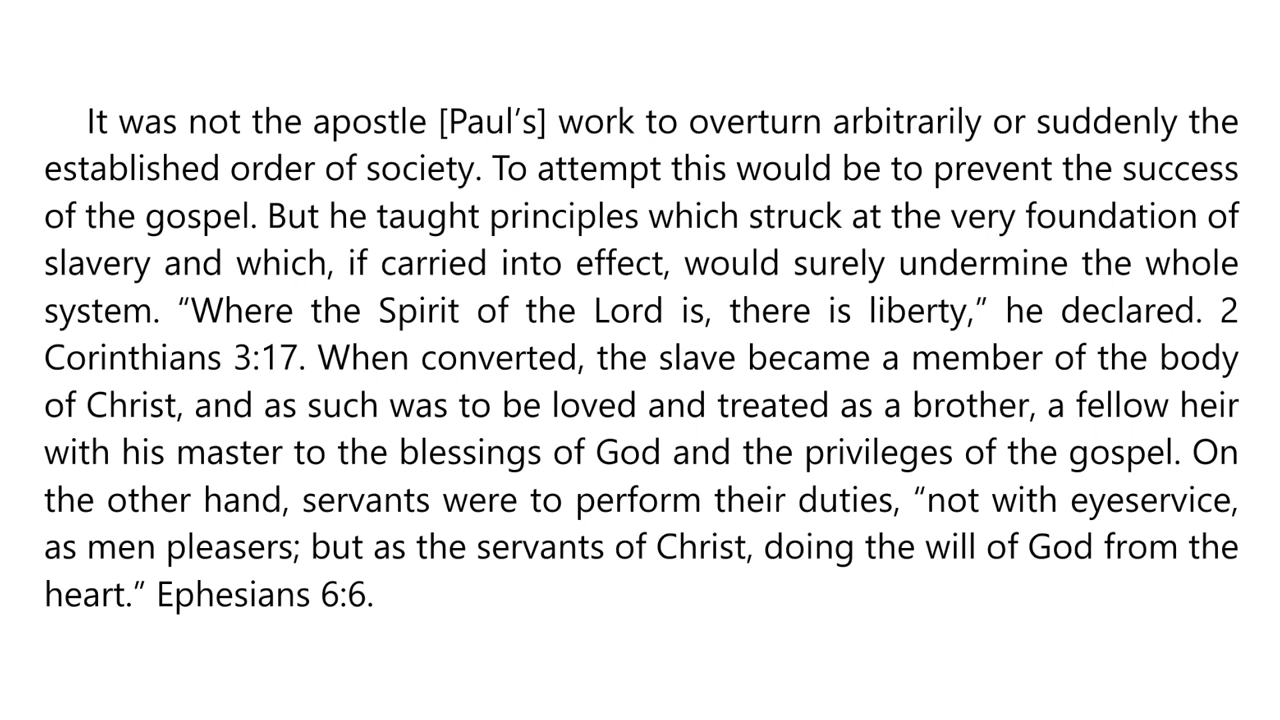 It was not the apostle [Paul’s] work to overturn arbitrarily or suddenly the
established order of society. To attempt this would be to prevent the success
of the gospel. But he taught principles which struck at the very foundation of
slavery and which, if carried into effect, would surely undermine the whole
system. “Where the Spirit of the Lord is, there is liberty,” he declared. 2
Corinthians 3:17. When converted, the slave became a member of the body
of Christ, and as such was to be loved and treated as a brother, a fellow heir
with his master to the blessings of God and the privileges of the gospel. On
the other hand, servants were to perform their duties, “not with eyeservice,
as men pleasers; but as the servants of Christ, doing the will of God from the
heart.” Ephesians 6:6.